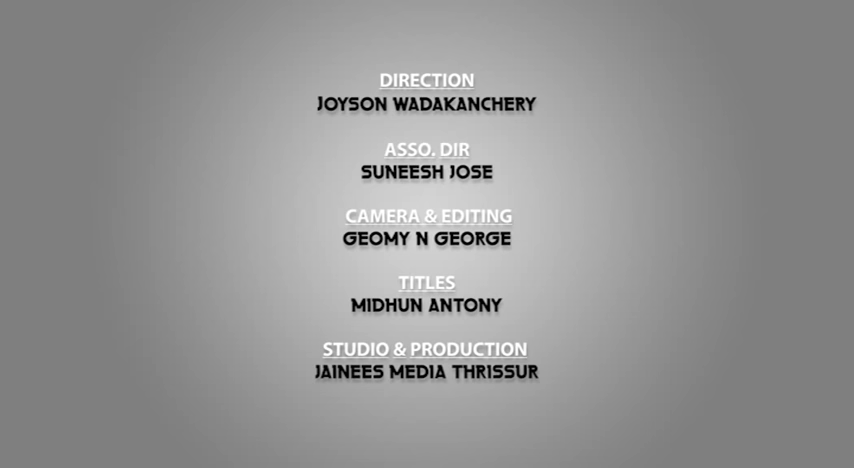 DIRECTION
JOYSON WADAKANCHERY
ASSO. DIR
SUNEESH JOSE
CAMERA & EDITING
GEOMY N GEORGE
TITLES
MIDHUN ANTONY
STUDIO & PRODUCTION
JAINEES MEDIA THRISSUR